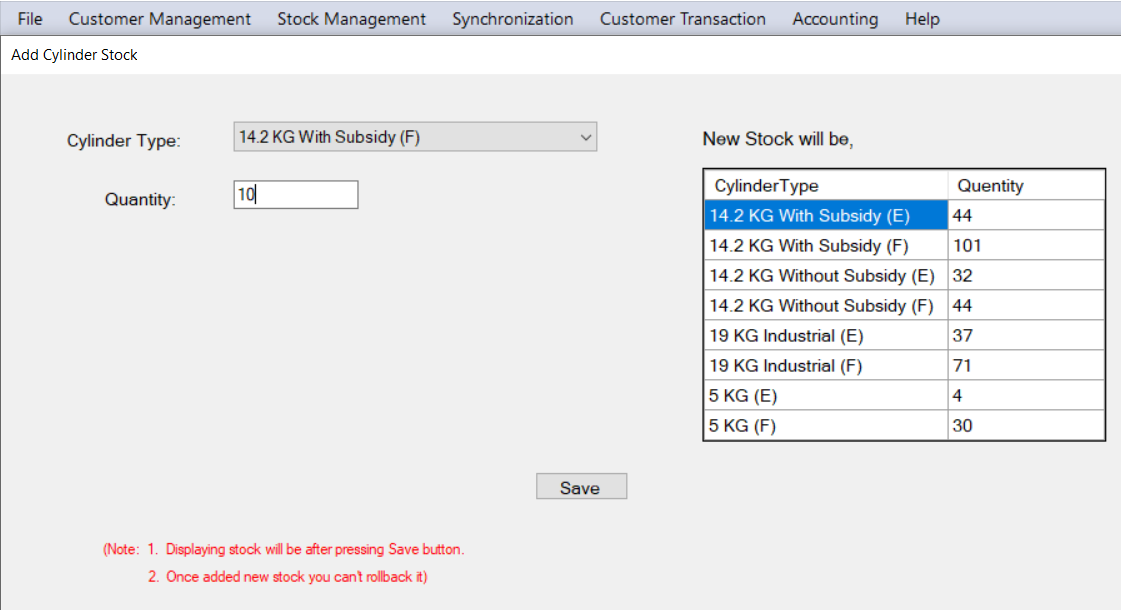 File Customer Management Stock Management Synchronization Customer Transaction Accounting Help
Add Cylinder Stock
Cylinder Type: 14.2 KG With Subsidy (F)
Quantity: 10
New Stock will be,
CylinderType Quentity
14.2 KG With Subsidy (E) 44
14.2 KG With Subsidy (F) 101
14.2 KG Without Subsidy (E) 32
14.2 KG Without Subsidy (F) 44
19 KG Industrial (E) 37
19 KG Industrial (F) 71
5 KG (E) 4
5 KG (F) 30
Save
(Note: 1. Displaying stock will be after pressing Save button.
2. Once added new stock you can't rollback it)